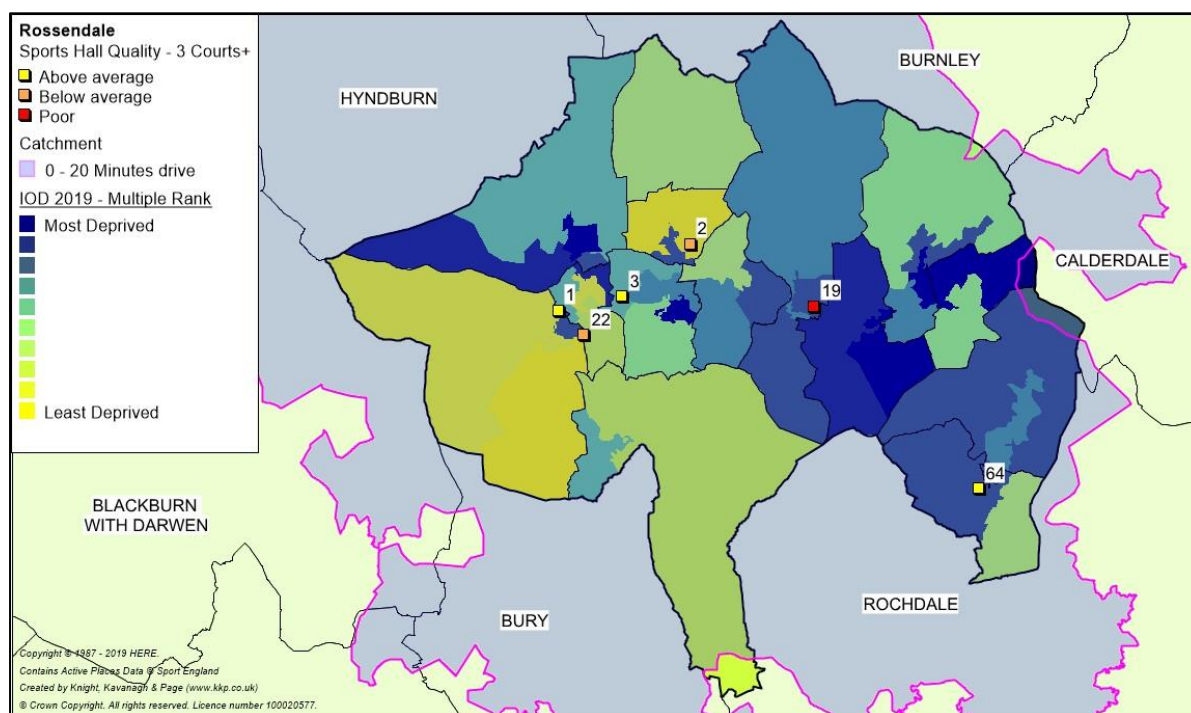 Rossendale
Sports Hall Quality - 3 Courts+
Above average
Below average
Poor
Catchment
0 - 20 Minutes drive
IOD 2019 - Multiple Rank
Most Deprived
Least Deprived
HYNDBURN
BURNLEY
CALDERDALE
BLACKBURN
WITH DARWEN
BURY
ROCHDALE
2
3
1
22
19
64
Copyright © 1987 - 2019 HERE.
Contains Active Places Data © Sport England
Created by Knight, Kavanagh & Page (www.kkp.co.uk)
© Crown Copyright. All rights reserved. Licence number 100020577.